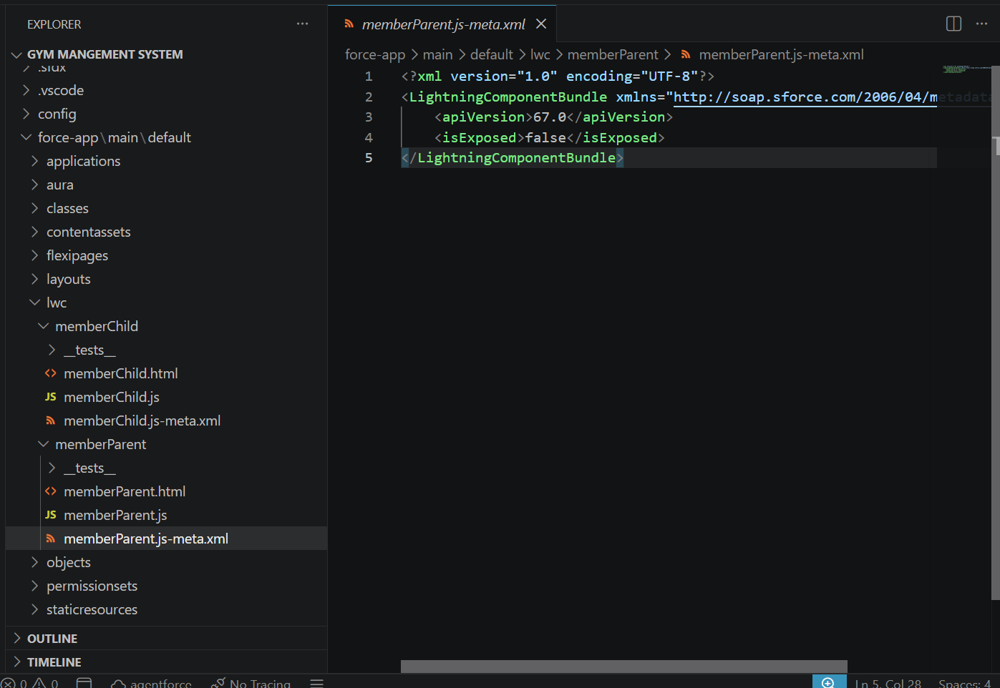 EXPLORER
GYM MANGEMENT SYSTEM
.sfdx
.vscode
config
force-app\main\default
applications
aura
classes
contentassets
flexipages
layouts
lwc
memberChild
__tests__
memberChild.html
JS memberChild.js
memberChild.js-meta.xml
memberParent
__tests__
memberParent.html
JS memberParent.js
memberParent.js-meta.xml
objects
permissionsets
staticresources
OUTLINE
TIMELINE
memberParent.js-meta.xml
force-app > main > default > lwc > memberParent > memberParent.js-meta.xml
1 <?xml version="1.0" encoding="UTF-8"?>
2 <LightningComponentBundle xmlns="http://soap.sforce.com/2006/04/metadata
3 <apiVersion>67.0</apiVersion>
4 <isExposed>false</isExposed>
5 </LightningComponentBundle>
0 0 agentforce No Tracing Ln 5, Col 28 Spaces: 4